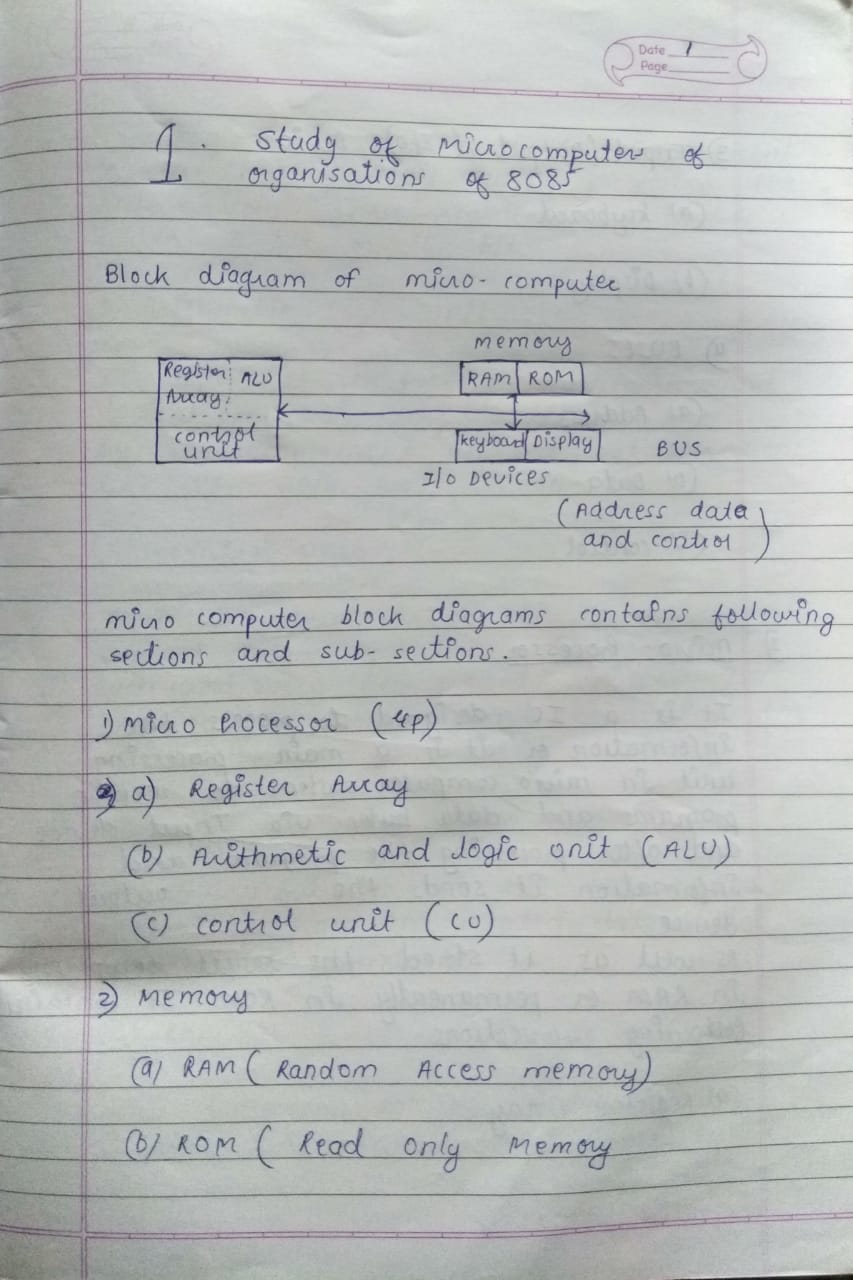 Date 1
Page
1. Study of Microcomputer of
organisations of 8085
Block diagram of micro-computer
memory
Register ALU
Array
RAM ROM
control
unit
keyboard Display
BUS
I/O Devices
(Address data
and control)
micro computer block diagrams contains following
sections and sub-sections.
1) micro Processor (μp)
a) Register Array
(b) Arithmetic and logic unit (ALU)
(c) control unit (CU)
2) Memory
(a) RAM ( Random Access memory)
(b) ROM ( Read only Memory